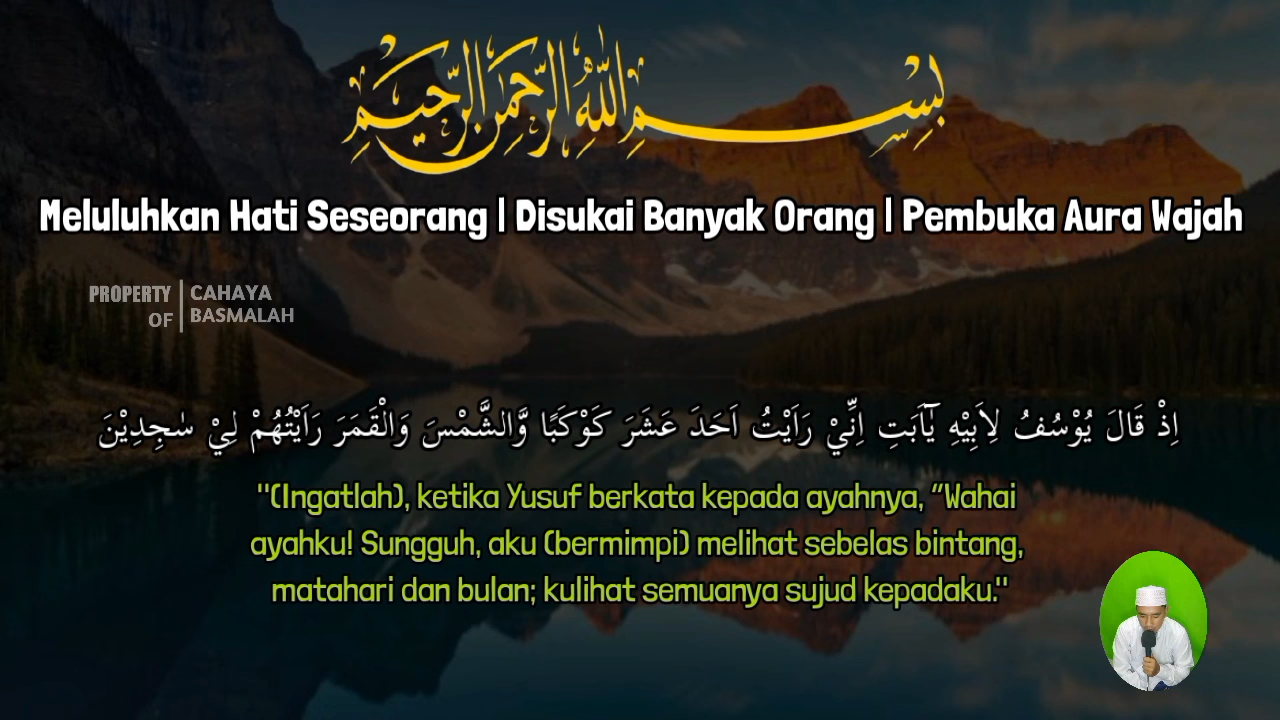 بِسْمِ اللّٰهِ الرَّحْمٰنِ الرَّحِيْمِ
Meluluhkan Hati Seseorang | Disukai Banyak Orang | Pembuka Aura Wajah
PROPERTY OF | CAHAYA BASMALAH
اِذْ قَالَ يُوْسُفُ لِاَبِيْهِ يٰٓاَبَتِ اِنِّيْ رَاَيْتُ اَحَدَ عَشَرَ كَوْكَبًا وَّالشَّمْسَ وَالْقَمَرَ رَاَيْتُهُمْ لِيْ سٰجِدِيْنَ
"(Ingatlah), ketika Yusuf berkata kepada ayahnya, “Wahai
ayahku! Sungguh, aku (bermimpi) melihat sebelas bintang,
matahari dan bulan; kulihat semuanya sujud kepadaku."